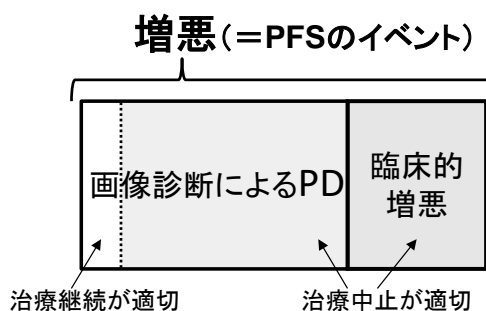 増悪(=PFSのイベント)
画像診断によるPD
臨床的
増悪
治療継続が適切
治療中止が適切